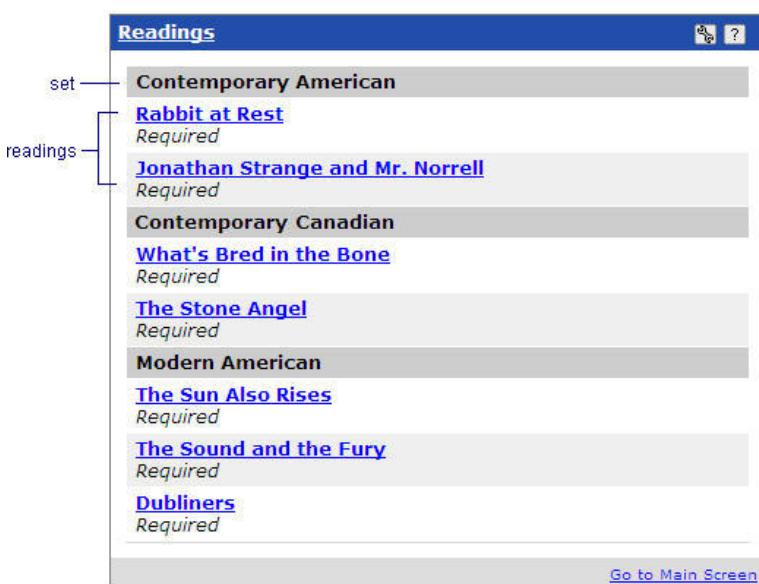 Readings
?
set
Contemporary American
Rabbit at Rest
Required
readings
Jonathan Strange and Mr. Norrell
Required
Contemporary Canadian
What's Bred in the Bone
Required
The Stone Angel
Required
Modern American
The Sun Also Rises
Required
The Sound and the Fury
Required
Dubliners
Required
Go to Main Screen